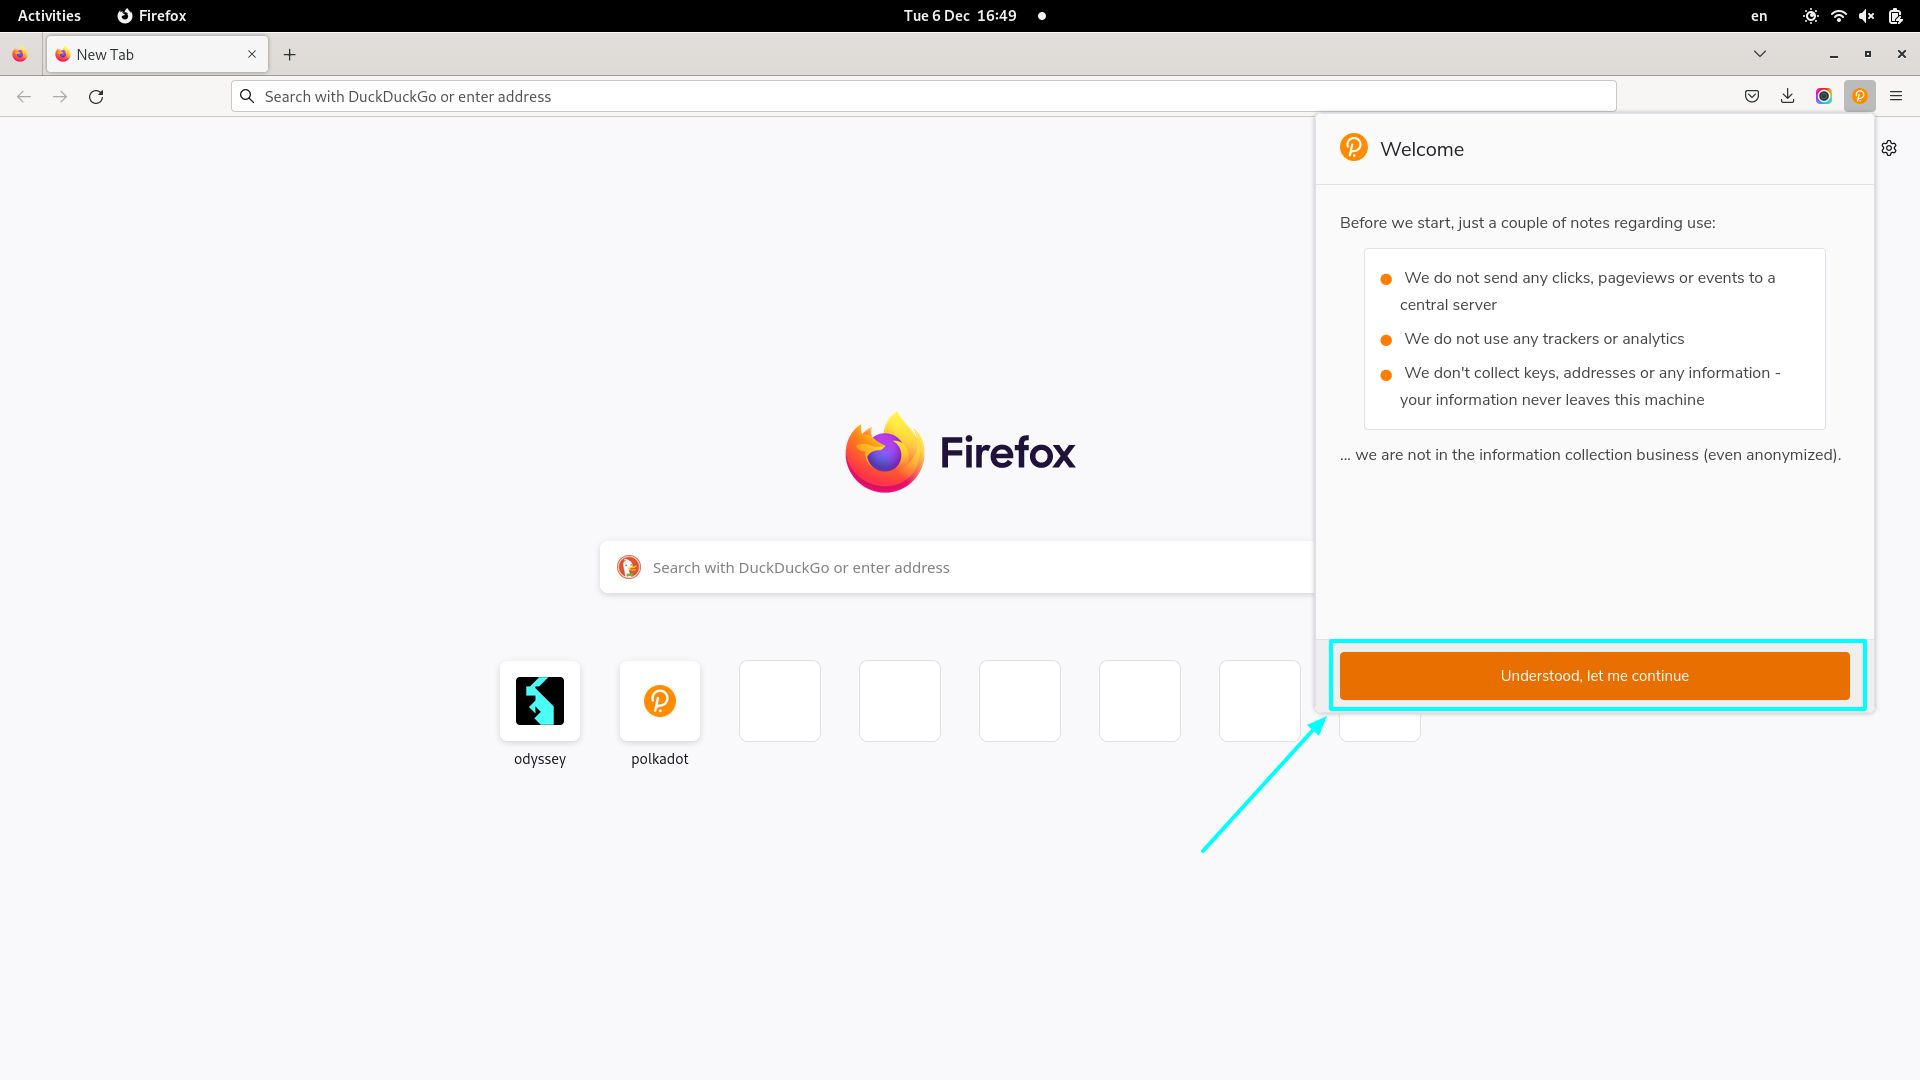 Activities
Firefox
Tue 6 Dec 16:49
en
New Tab
Search with DuckDuckGo or enter address
Welcome
Before we start, just a couple of notes regarding use:
We do not send any clicks, pageviews or events to a
central server
We do not use any trackers or analytics
We don't collect keys, addresses or any information -
your information never leaves this machine
... we are not in the information collection business (even anonymized).
Understood, let me continue
Firefox
Search with DuckDuckGo or enter address
odyssey
polkadot